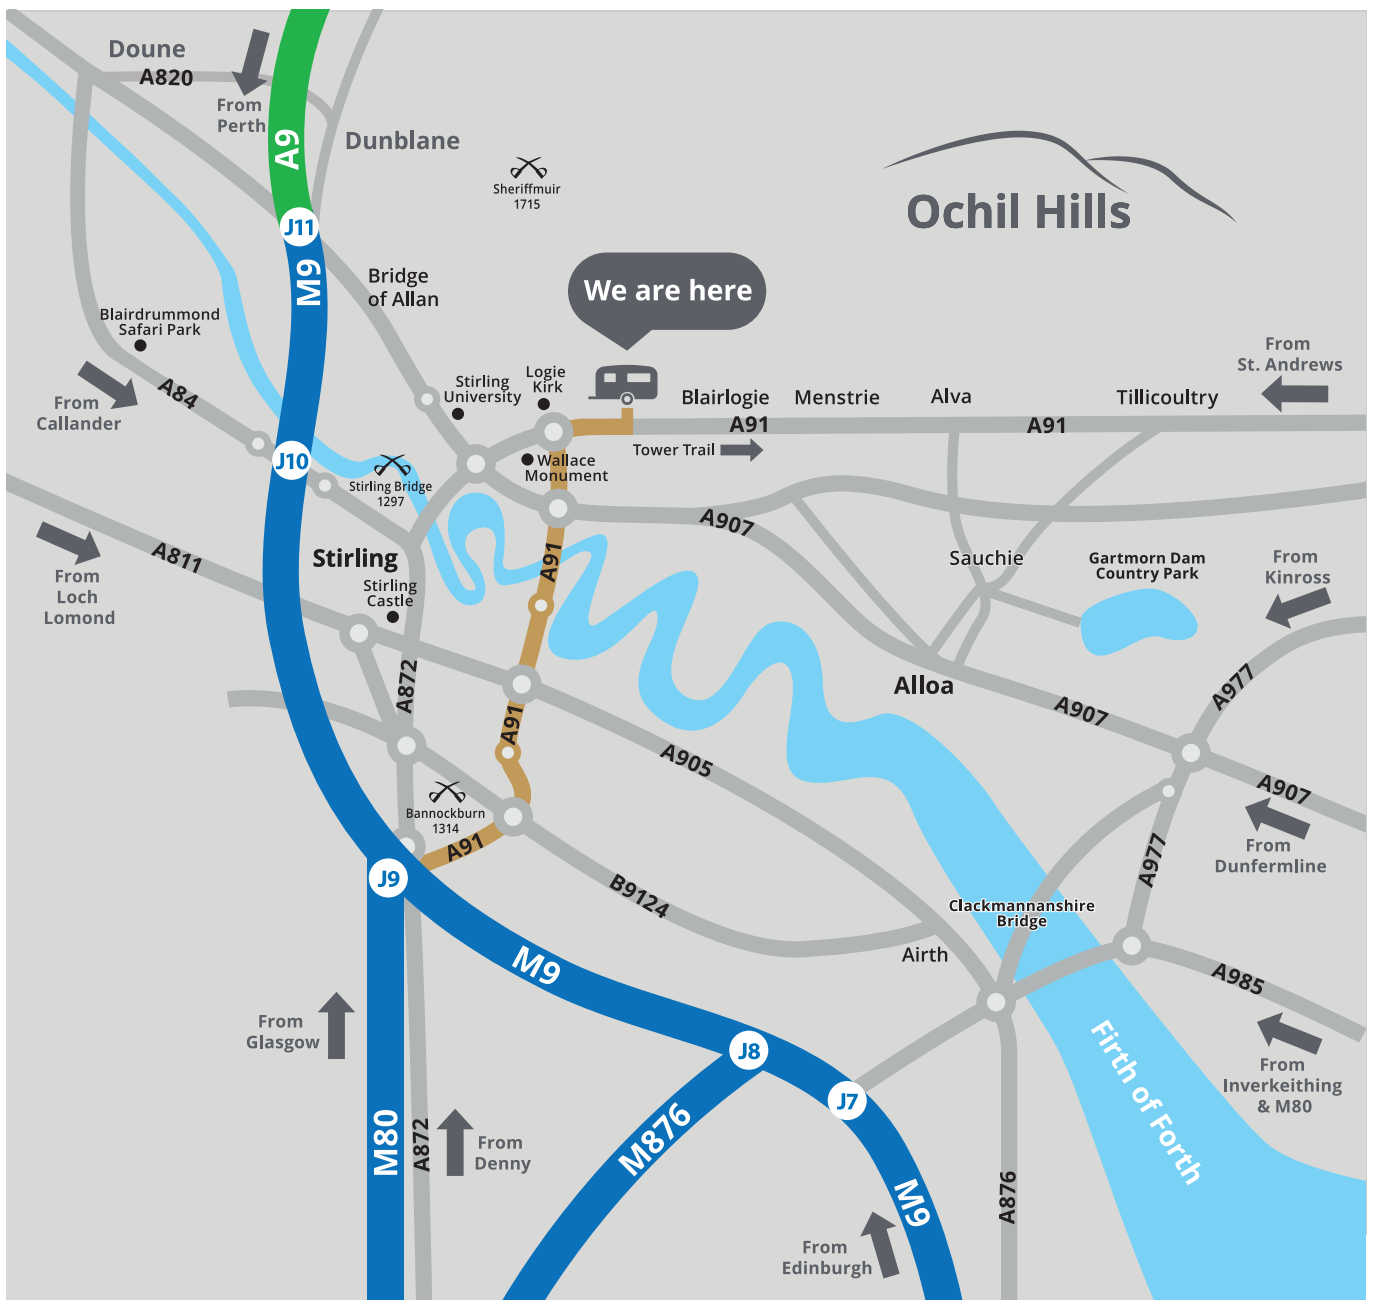 Doune
A820
From
Perth
A9
Dunblane
Sheriffmuir
1715
Ochil Hills
J11
M9
Bridge
of Allan
We are here
Blairdrummond
Safari Park
A84
From
Callander
Stirling
University
Logie
Kirk
Blairlogie
Menstrie
Alva
Tillicoultry
From
St. Andrews
A91
A91
Tower Trail
Wallace
Monument
J10
Stirling Bridge
1297
A907
A811
From
Loch
Lomond
Stirling
Stirling
Castle
A91
Sauchie
Gartmorn Dam
Country Park
From
Kinross
A872
A91
Alloa
A907
A977
A905
A907
From
Dunfermline
Bannockburn
1314
A91
J9
B9124
A977
Clackmannanshire
Bridge
Airth
A985
M9
From
Glasgow
J8
J7
Firth of Forth
From
Inverkeithing
& M80
M80
A872
From
Denny
M876
M9
A876
From
Edinburgh